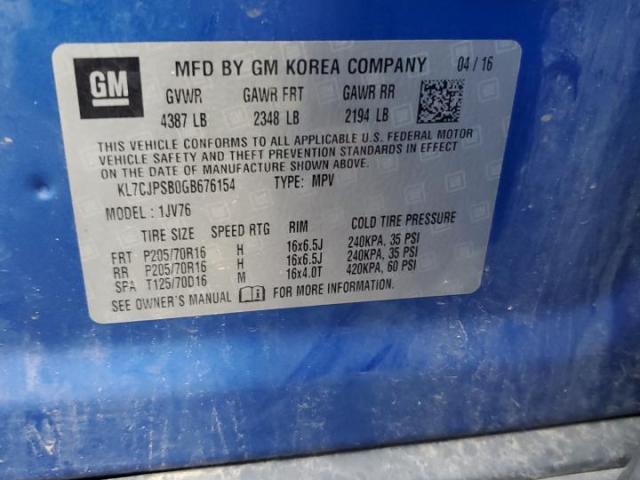 GM MFD BY GM KOREA COMPANY 04/16
GVWR GAWR FRT GAWR RR
4387 LB 2348 LB 2194 LB
THIS VEHICLE CONFORMS TO ALL APPLICABLE U.S. FEDERAL MOTOR
VEHICLE SAFETY AND THEFT PREVENTION STANDARDS IN EFFECT
ON THE DATE OF MANUFACTURE SHOWN ABOVE.
KL7CJPSB0GB676154 TYPE: MPV
MODEL : 1JV76
TIRE SIZE SPEED RTG RIM COLD TIRE PRESSURE
FRT P205/70R16 H 16x6.5J 240KPA, 35 PSI
RR P205/70R16 H 16x6.5J 240KPA, 35 PSI
SPA T125/70D16 M 16x4.0T 420KPA, 60 PSI
SEE OWNER'S MANUAL FOR MORE INFORMATION.